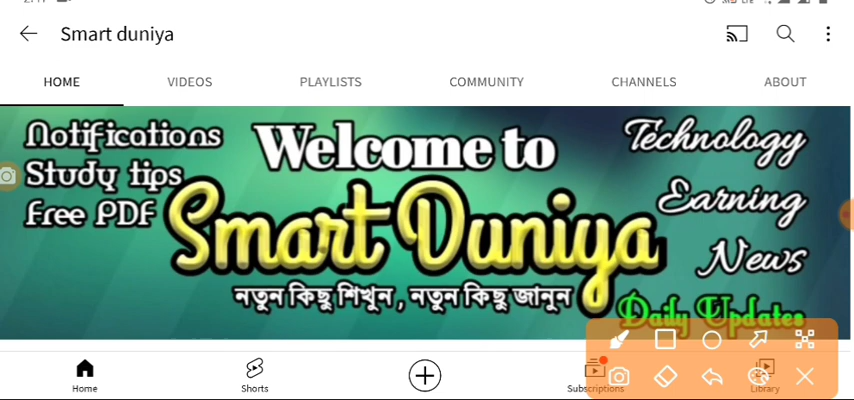 Smart duniya
HOME VIDEOS PLAYLISTS COMMUNITY CHANNELS ABOUT
Notifications
Study tips
Free PDF
Welcome to
Smart Duniya
নতুন কিছু শিখুন , নতুন কিছু জানুন
Technology
Earning
News
Daily Updates
Home Shorts Subscriptions Library